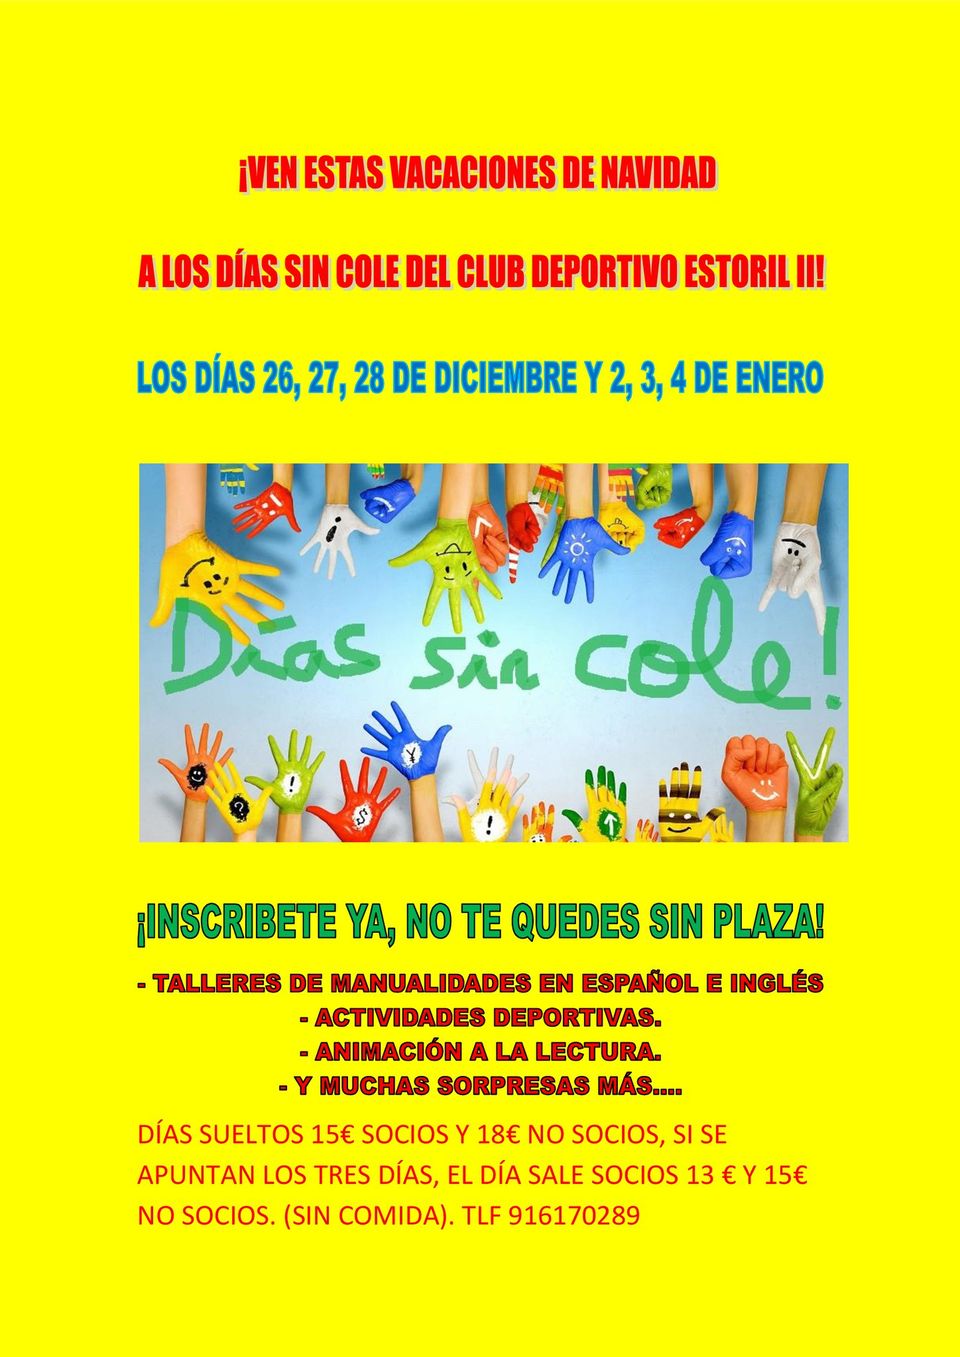 ¡VEN ESTAS VACACIONES DE NAVIDAD
A LOS DÍAS SIN COLE DEL CLUB DEPORTIVO ESTORIL II!
LOS DÍAS 26, 27, 28 DE DICIEMBRE Y 2, 3, 4 DE ENERO
Días sin cole!
¡INSCRIBETE YA, NO TE QUEDES SIN PLAZA!
- TALLERES DE MANUALIDADES EN ESPAÑOL E INGLÉS
- ACTIVIDADES DEPORTIVAS.
- ANIMACIÓN A LA LECTURA.
- Y MUCHAS SORPRESAS MÁS....
DÍAS SUELTOS 15€ SOCIOS Y 18€ NO SOCIOS, SI SE
APUNTAN LOS TRES DÍAS, EL DÍA SALE SOCIOS 13 € Y 15€
NO SOCIOS. (SIN COMIDA). TLF 916170289